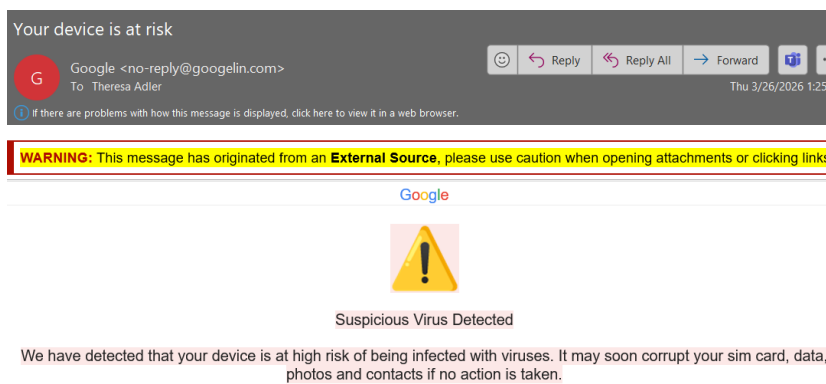 Your device is at risk
G
Google <no-reply@googelin.com>
To Theresa Adler
Reply
Reply All
Forward
Thu 3/26/2026 1:25
If there are problems with how this message is displayed, click here to view it in a web browser.
WARNING: This message has originated from an External Source, please use caution when opening attachments or clicking links
Google
Suspicious Virus Detected
We have detected that your device is at high risk of being infected with viruses. It may soon corrupt your sim card, data,
photos and contacts if no action is taken.